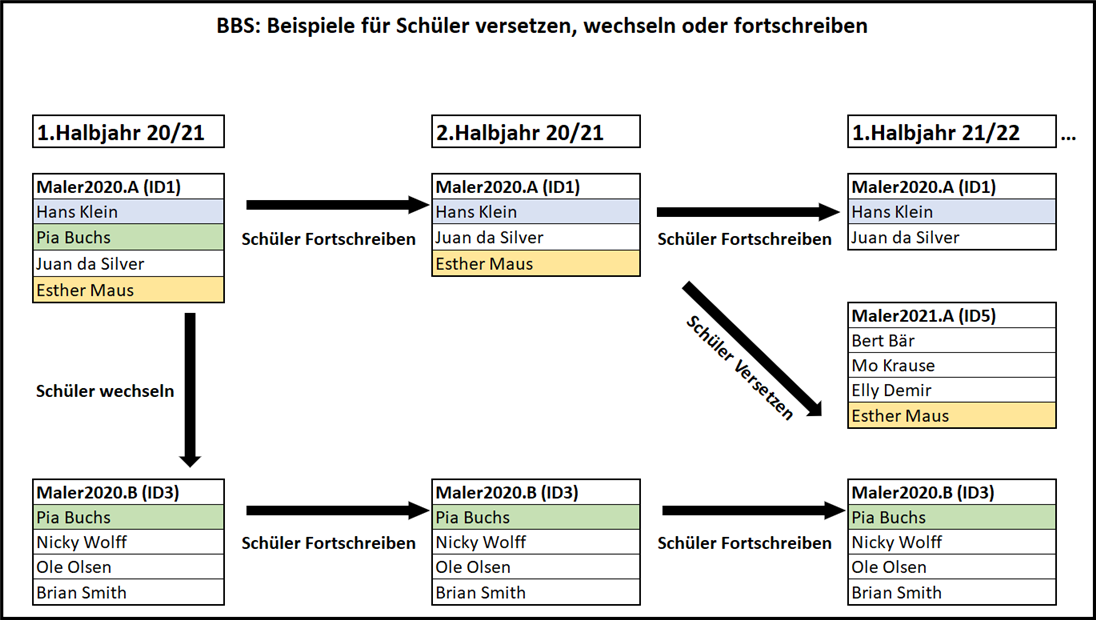 BBS: Beispiele für Schüler versetzen, wechseln oder fortschreiben
1.Halbjahr 20/21
2.Halbjahr 20/21
1.Halbjahr 21/22
...
Maler2020.A (ID1)
Hans Klein
Pia Buchs
Juan da Silver
Esther Maus
Schüler Fortschreiben
Maler2020.A (ID1)
Hans Klein
Juan da Silver
Esther Maus
Schüler Fortschreiben
Maler2020.A (ID1)
Hans Klein
Juan da Silver
Schüler Versetzen
Maler2021.A (ID5)
Bert Bär
Mo Krause
Elly Demir
Esther Maus
Schüler wechseln
Maler2020.B (ID3)
Pia Buchs
Nicky Wolff
Ole Olsen
Brian Smith
Schüler Fortschreiben
Maler2020.B (ID3)
Pia Buchs
Nicky Wolff
Ole Olsen
Brian Smith
Schüler Fortschreiben
Maler2020.B (ID3)
Pia Buchs
Nicky Wolff
Ole Olsen
Brian Smith